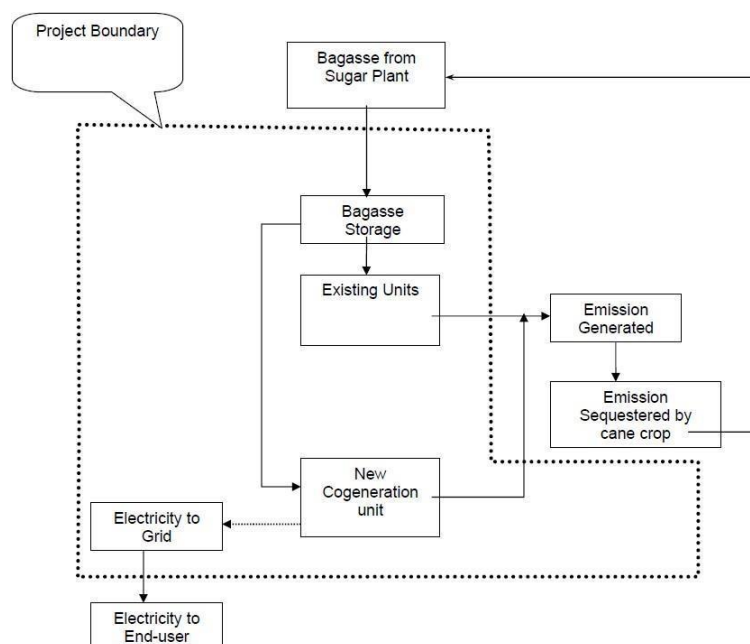 Project Boundary
Bagasse from
Sugar Plant
Bagasse
Storage
Existing Units
Emission
Generated
Emission
Sequestered by
cane crop
New
Cogeneration
unit
Electricity to
Grid
Electricity to
End-user